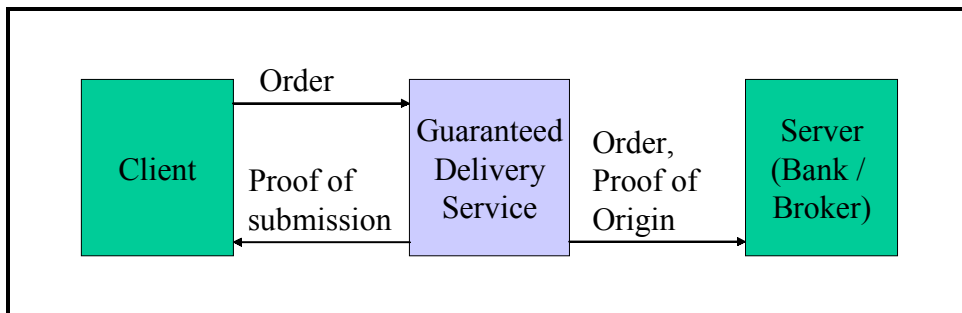 Client
Order
Proof of
submission
Guaranteed
Delivery
Service
Order,
Proof of
Origin
Server
(Bank /
Broker)